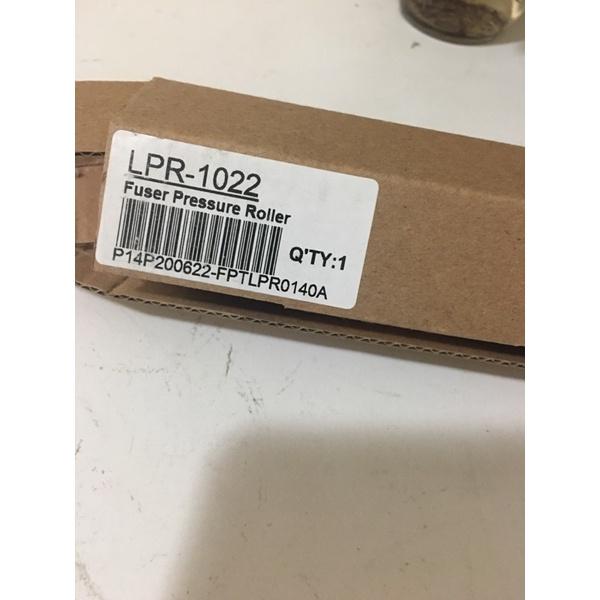 LPR-1022
Fuser Pressure Roller
Q'TY:1
P14P200622-FPTLPR0140A